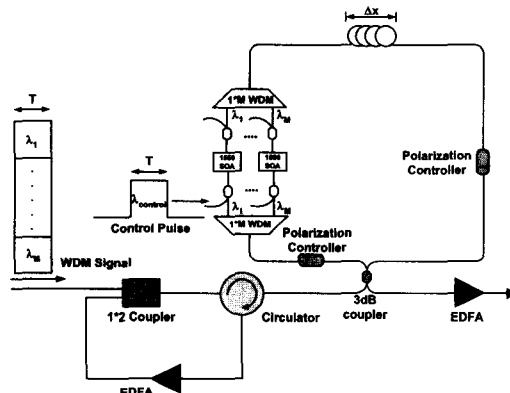 Δx
T
1*M WDM
λ1
λM
λ1
1550 SOA
1550 SOA
Polarization Controller
T
λcontrol
λ1
λM
Control Pulse
1*M WDM
Polarization Controller
λM
WDM Signal
1*2 Coupler
Circulator
3dB coupler
EDFA
EDFA